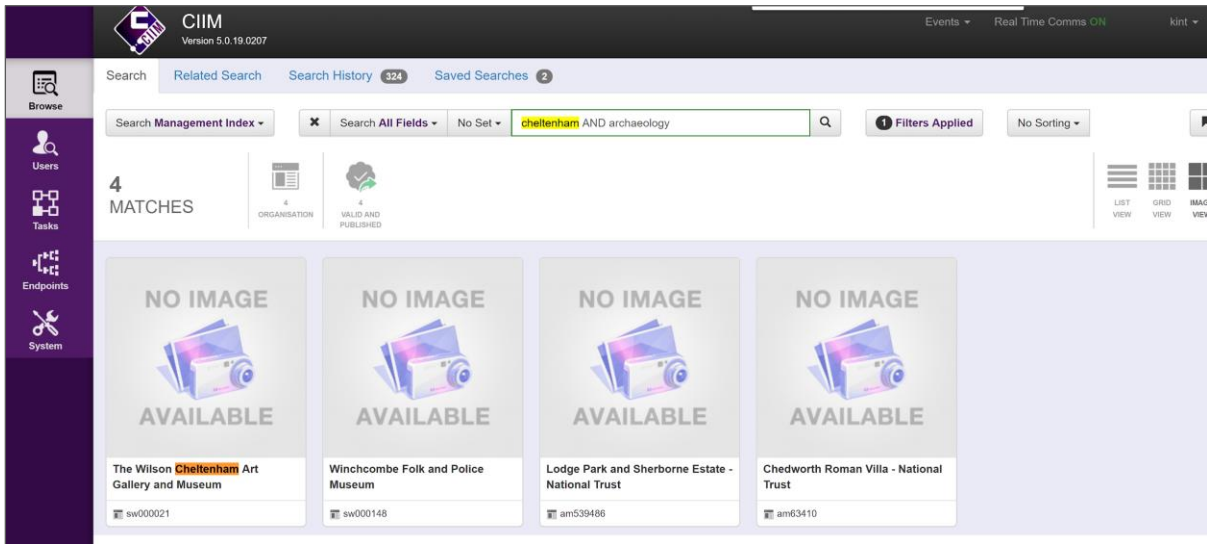 CIIM
CIIM
Version 5.0.19.0207
Events
Real Time Comms ON
kint
Browse
Users
Tasks
Endpoints
System
Search
Related Search
Search History 324
Saved Searches 2
Search Management Index
Search All Fields
No Set
cheltenham AND archaeology
1 Filters Applied
No Sorting
4
MATCHES
4
ORGANISATION
4
VALID AND
PUBLISHED
LIST
VIEW
GRID
VIEW
NO IMAGE
AVAILABLE
The Wilson Cheltenham Art
Gallery and Museum
sw000021
NO IMAGE
AVAILABLE
Winchcombe Folk and Police
Museum
sw000148
NO IMAGE
AVAILABLE
Lodge Park and Sherborne Estate -
National Trust
am539486
NO IMAGE
AVAILABLE
Chedworth Roman Villa - National
Trust
am63410